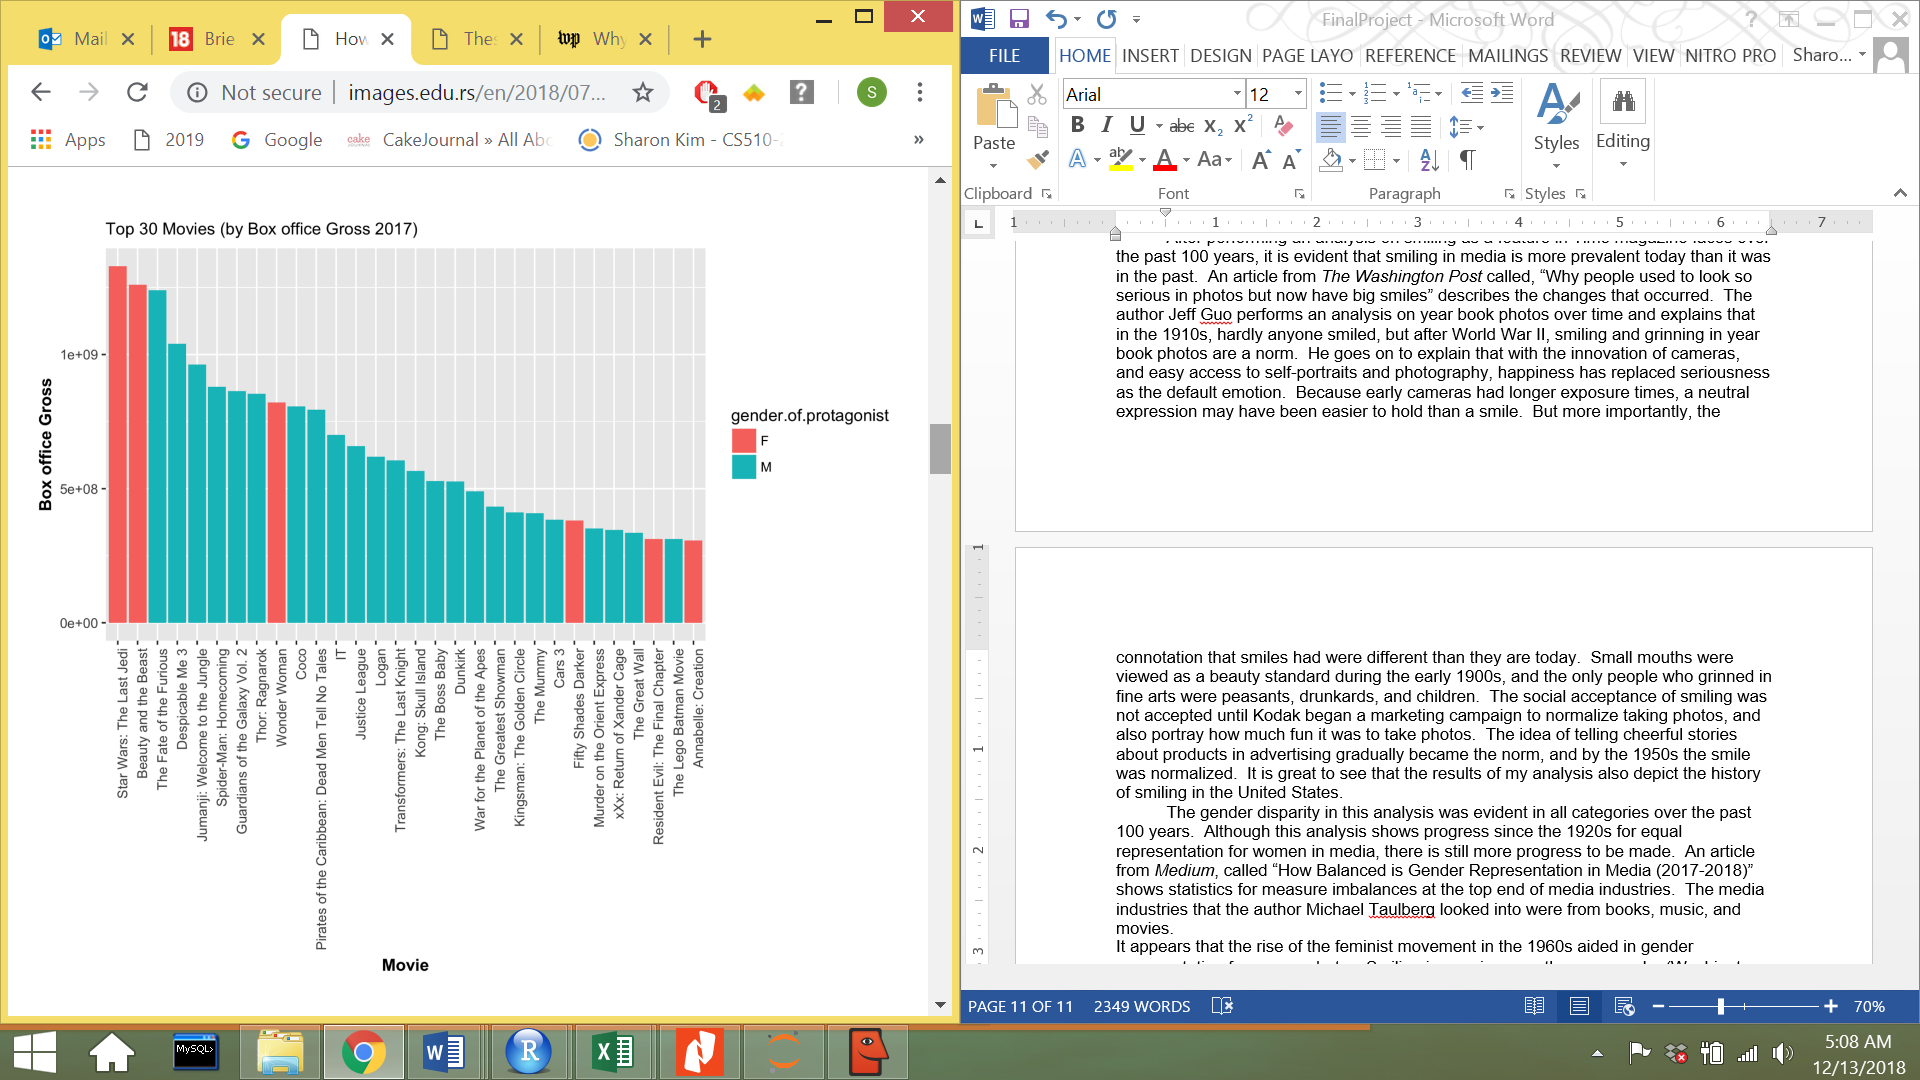 Mail
Brie
How
Thes
wp Why
Not secure
images.edu.rs/en/2018/07...
2
S
Apps
2019
Google
cake CakeJournal » All Abo
Sharon Kim - CS510-
»
Top 30 Movies (by Box office Gross 2017)
1e+09
5e+08
0e+00
Box office Gross
gender.of.protagonist
F
M
Star Wars: The Last Jedi
Beauty and the Beast
The Fate of the Furious
Despicable Me 3
Jumanji: Welcome to the Jungle
Spider-Man: Homecoming
Guardians of the Galaxy Vol. 2
Thor: Ragnarok
Wonder Woman
Coco
Pirates of the Caribbean: Dead Men Tell No Tales
IT
Justice League
Logan
Transformers: The Last Knight
Kong: Skull Island
The Boss Baby
Dunkirk
War for the Planet of the Apes
The Greatest Showman
Kingsman: The Golden Circle
The Mummy
Cars 3
Fifty Shades Darker
Murder on the Orient Express
xXx: Return of Xander Cage
The Great Wall
Resident Evil: The Final Chapter
The Lego Batman Movie
Annabelle: Creation
Movie
FinalProject - Microsoft Word
FILE HOME INSERT DESIGN PAGE LAYO REFERENCE MAILINGS REVIEW VIEW NITRO PRO Sharo...
Arial 12
Paste
Styles
Editing
Clipboard Font Paragraph Styles
1 1 2 3 4 5 6 7
After performing an analysis on smiling as a feature in Time magazine faces over
the past 100 years, it is evident that smiling in media is more prevalent today than it was
in the past. An article from The Washington Post called, “Why people used to look so
serious in photos but now have big smiles” describes the changes that occurred. The
author Jeff Guo performs an analysis on year book photos over time and explains that
in the 1910s, hardly anyone smiled, but after World War II, smiling and grinning in year
book photos are a norm. He goes on to explain that with the innovation of cameras,
and easy access to self-portraits and photography, happiness has replaced seriousness
as the default emotion. Because early cameras had longer exposure times, a neutral
expression may have been easier to hold than a smile. But more importantly, the
connotation that smiles had were different than they are today. Small mouths were
viewed as a beauty standard during the early 1900s, and the only people who grinned in
fine arts were peasants, drunkards, and children. The social acceptance of smiling was
not accepted until Kodak began a marketing campaign to normalize taking photos, and
also portray how much fun it was to take photos. The idea of telling cheerful stories
about products in advertising gradually became the norm, and by the 1950s the smile
was normalized. It is great to see that the results of my analysis also depict the history
of smiling in the United States.
The gender disparity in this analysis was evident in all categories over the past
100 years. Although this analysis shows progress since the 1920s for equal
representation for women in media, there is still more progress to be made. An article
from Medium, called “How Balanced is Gender Representation in Media (2017-2018)”
shows statistics for measure imbalances at the top end of media industries. The media
industries that the author Michael Taulberg looked into were from books, music, and
movies.
It appears that the rise of the feminist movement in the 1960s aided in gender
PAGE 11 OF 11 2349 WORDS 70%
MySQL>
5:08 AM
12/13/2018